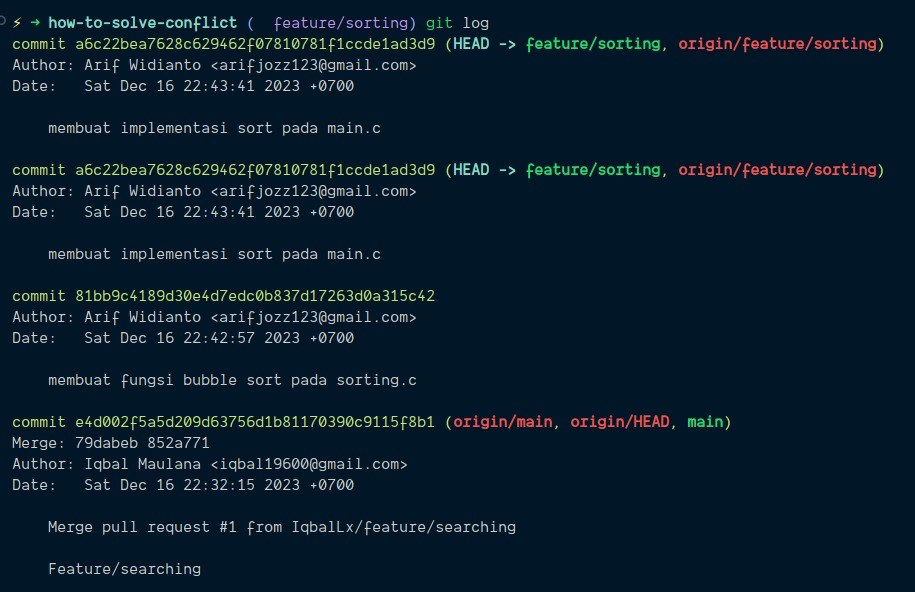 ⚡ → how-to-solve-conflict ( feature/sorting) git log
commit a6c22bea7628c629462f07810781f1ccde1ad3d9 (HEAD -> feature/sorting, origin/feature/sorting)
Author: Arif Widianto <arifjozz123@gmail.com>
Date:   Sat Dec 16 22:43:41 2023 +0700
membuat implementasi sort pada main.c
commit a6c22bea7628c629462f07810781f1ccde1ad3d9 (HEAD -> feature/sorting, origin/feature/sorting)
Author: Arif Widianto <arifjozz123@gmail.com>
Date:   Sat Dec 16 22:43:41 2023 +0700
membuat implementasi sort pada main.c
commit 81bb9c4189d30e4d7edc0b837d17263d0a315c42
Author: Arif Widianto <arifjozz123@gmail.com>
Date:   Sat Dec 16 22:42:57 2023 +0700
membuat fungsi bubble sort pada sorting.c
commit e4d002f5a5d209d63756d1b81170390c9115f8b1 (origin/main, origin/HEAD, main)
Merge: 79dabeb 852a771
Author: Iqbal Maulana <iqbal19600@gmail.com>
Date:   Sat Dec 16 22:32:15 2023 +0700
Merge pull request #1 from IqbalLx/feature/searching
Feature/searching